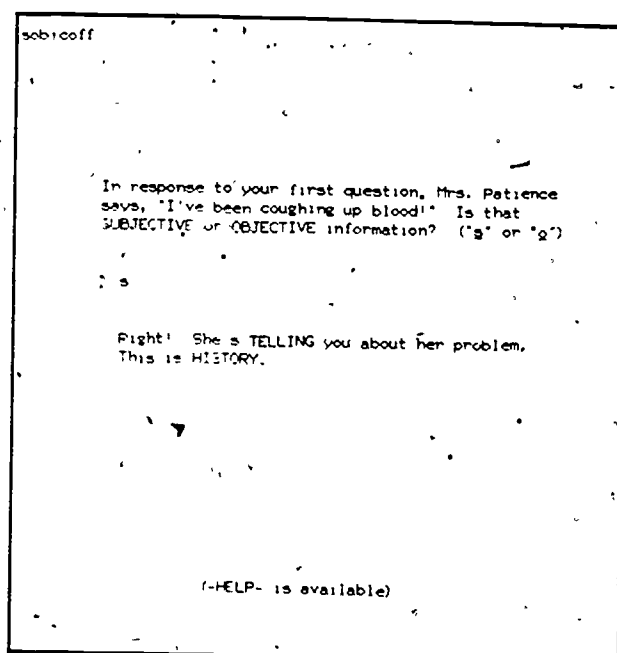 sobicoff
In response to your first question, Mrs. Patience
says, "I've been coughing up blood!" Is that
SUBJECTIVE or OBJECTIVE information? ("s" or "o")
s
Right! She's TELLING you about her problem.
This is HISTORY.
(-HELP- is available)